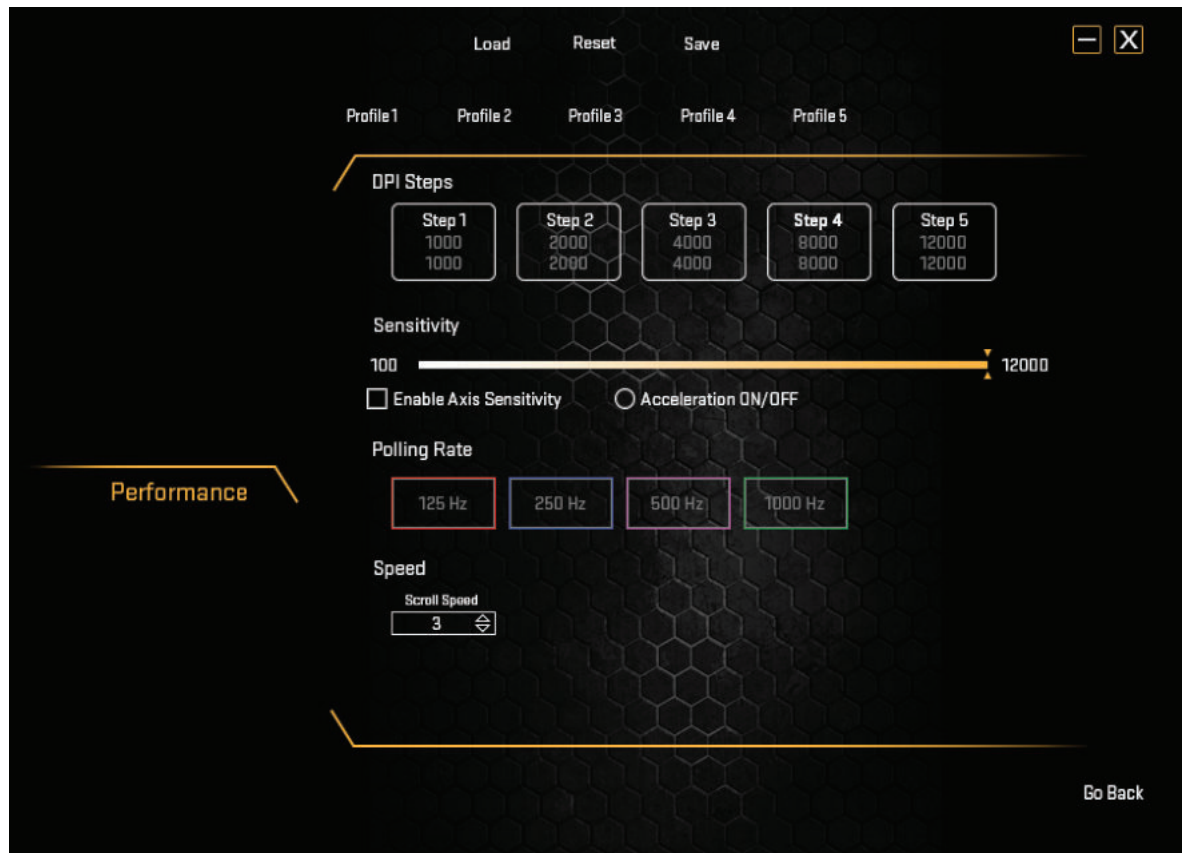 Load Reset Save
Profile 1 Profile 2 Profile 3 Profile 4 Profile 5
DPI Steps
Step 1 Step 2 Step 3 Step 4 Step 5
1000 2000 4000 8000 12000
1000 2000 4000 8000 12000
Sensitivity
100 12000
Enable Axis Sensitivity Acceleration ON/OFF
Polling Rate
Performance
125 Hz 250 Hz 500 Hz 1000 Hz
Speed
Scroll Speed
3
Go Back